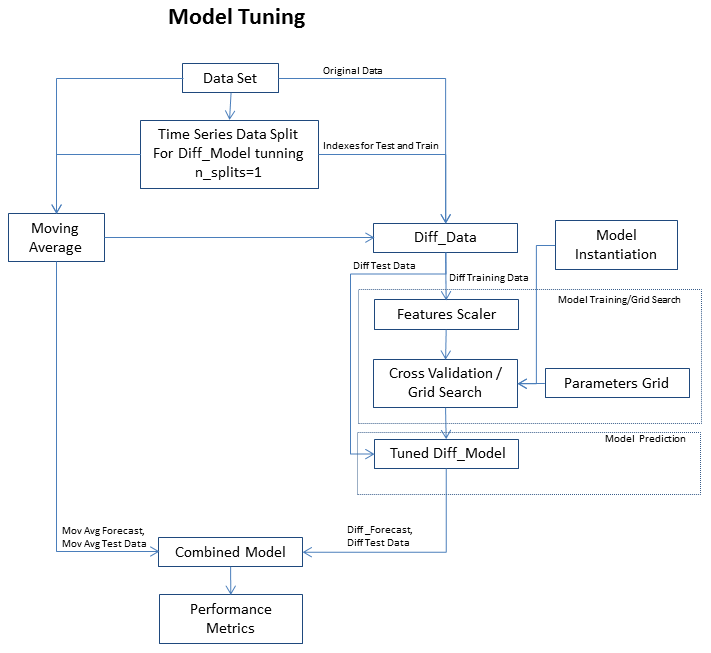 Model Tuning
Data Set
Original Data
Time Series Data Split
For Diff_Model tunning
n_splits=1
Indexes for Test and Train
Moving
Average
Diff_Data
Model
Instantiation
Diff Test Data
Diff Training Data
Model Training/Grid Search
Features Scaler
Cross Validation /
Grid Search
Parameters Grid
Model Prediction
Tuned Diff_Model
Mov Avg Forecast,
Mov Avg Test Data
Diff_Forecast,
Diff Test Data
Combined Model
Performance
Metrics